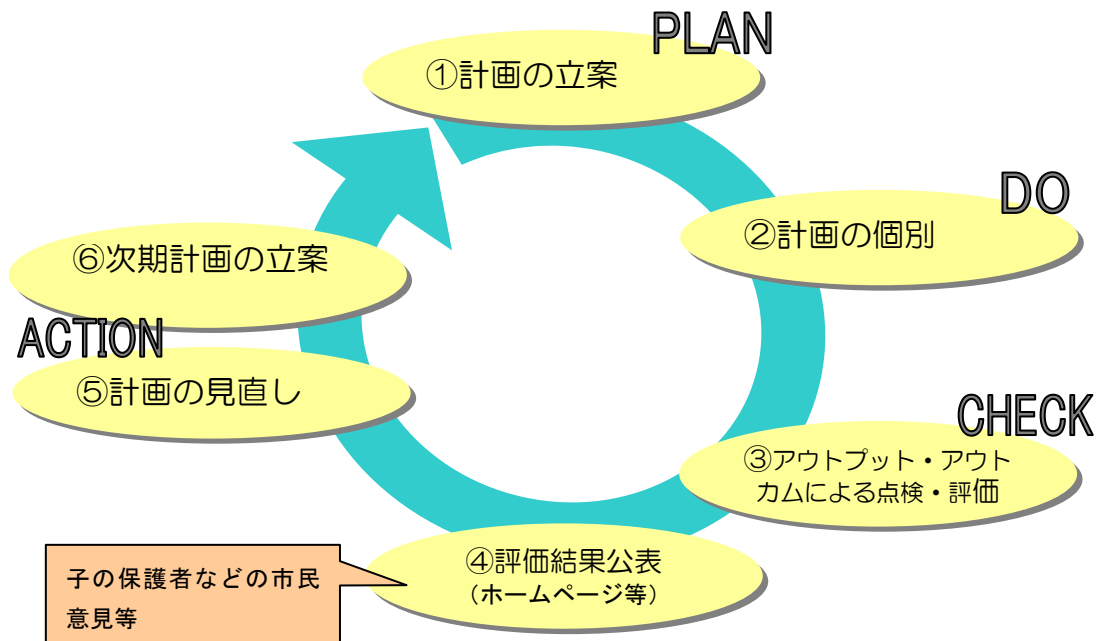 PLAN
①計画の立案
DO
②計画の個別
CHECK
③アウトプット・アウト
カムによる点検・評価
④評価結果公表
（ホームページ等）
子の保護者などの市民
意見等
ACTION
⑤計画の見直し
⑥次期計画の立案